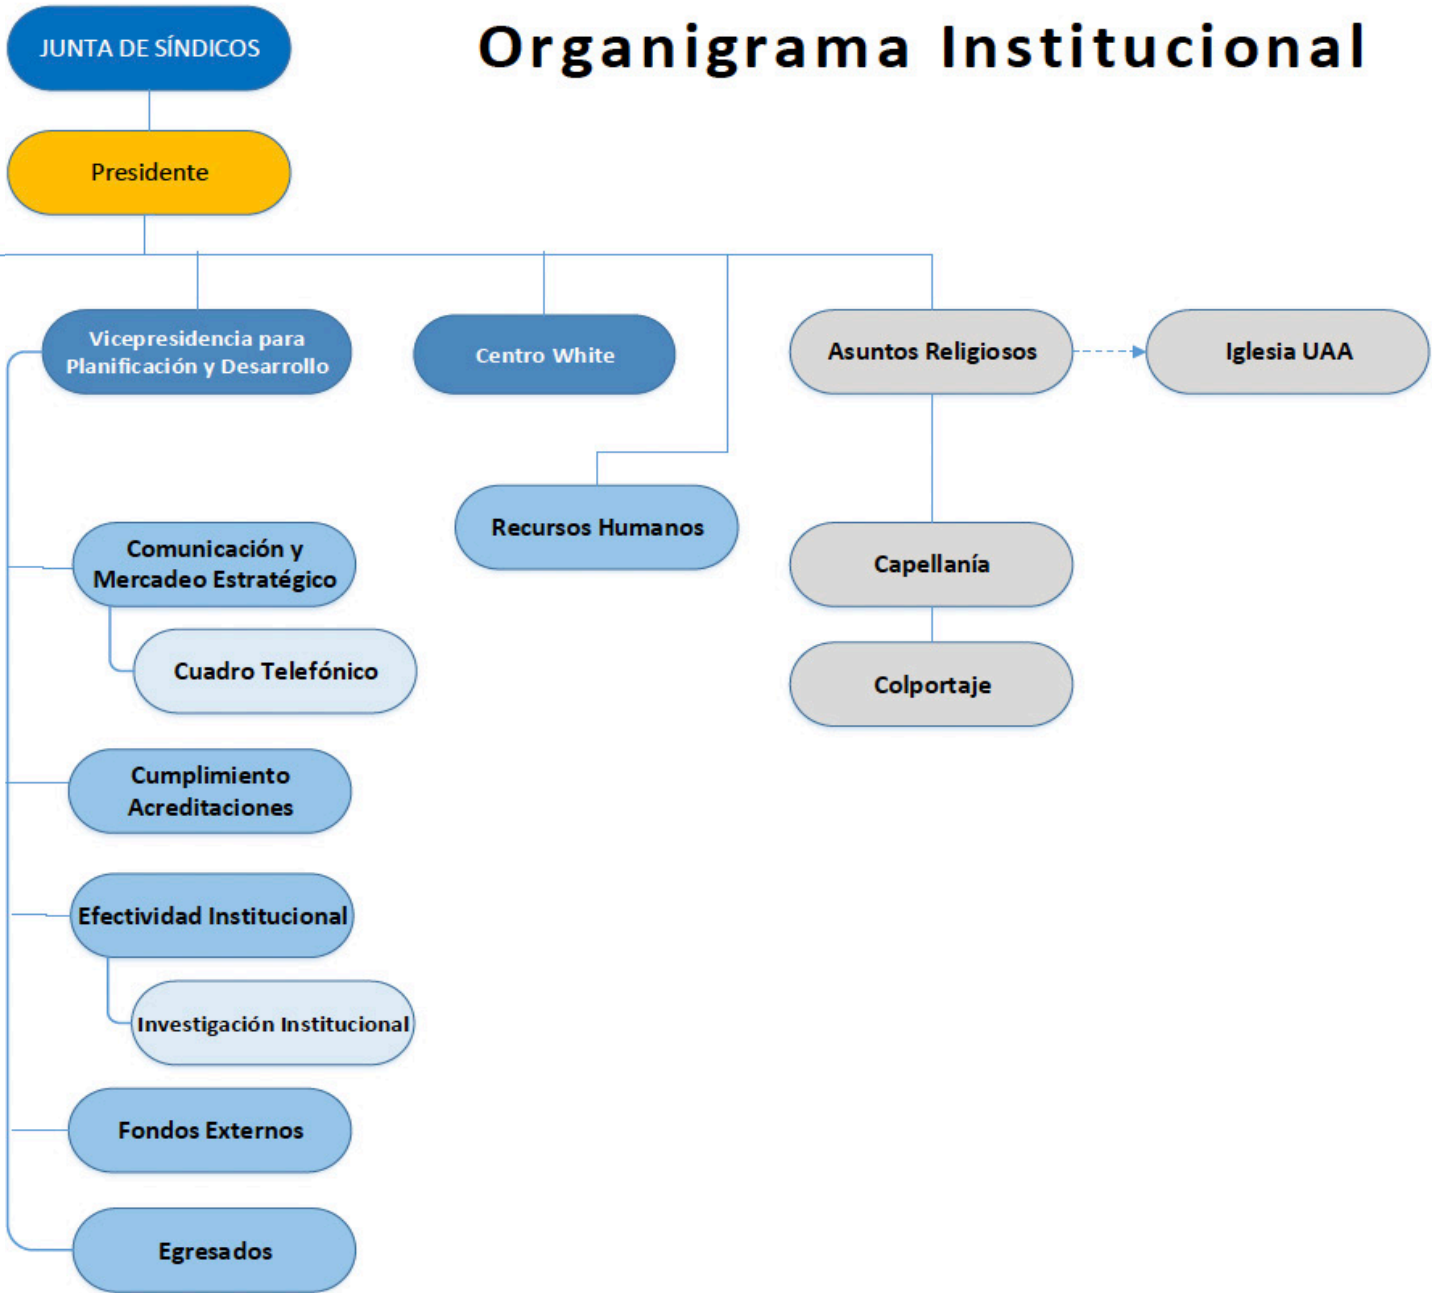 Organigrama Institucional
JUNTA DE SÍNDICOS
Presidente
Vicepresidencia para
Planificación y Desarrollo
Centro White
Asuntos Religiosos
Iglesia UAA
Recursos Humanos
Comunicación y
Mercadeo Estratégico
Capellanía
Cuadro Telefónico
Colportaje
Cumplimiento
Acreditaciones
Efectividad Institucional
Investigación Institucional
Fondos Externos
Egresados